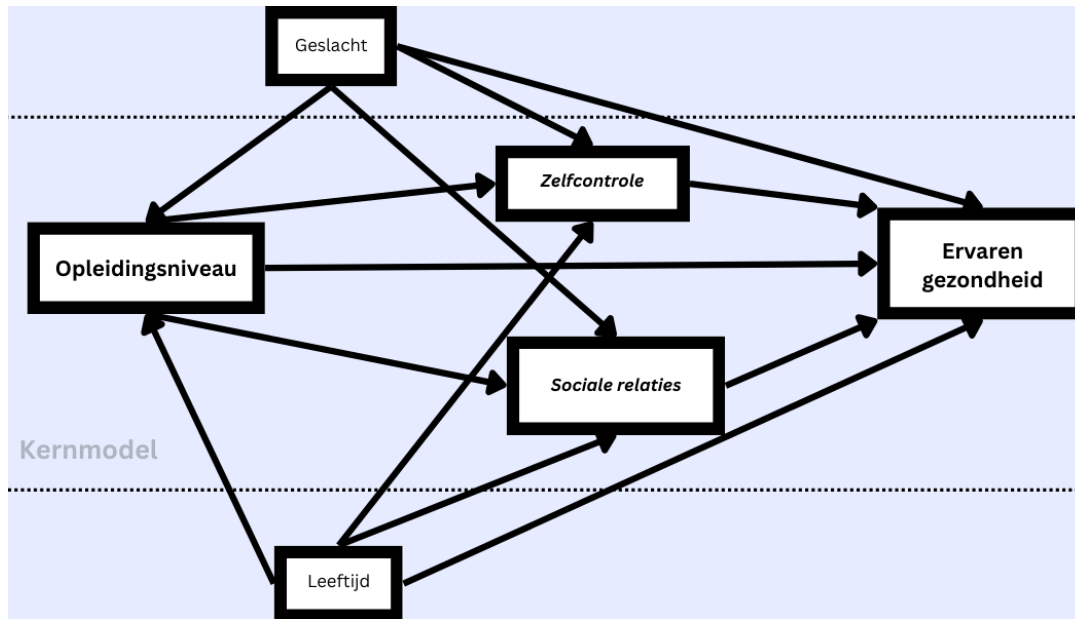 Geslacht
Zelfcontrole
Opleidingsniveau
Ervaren
gezondheid
Sociale relaties
Kernmodel
Leeftijd